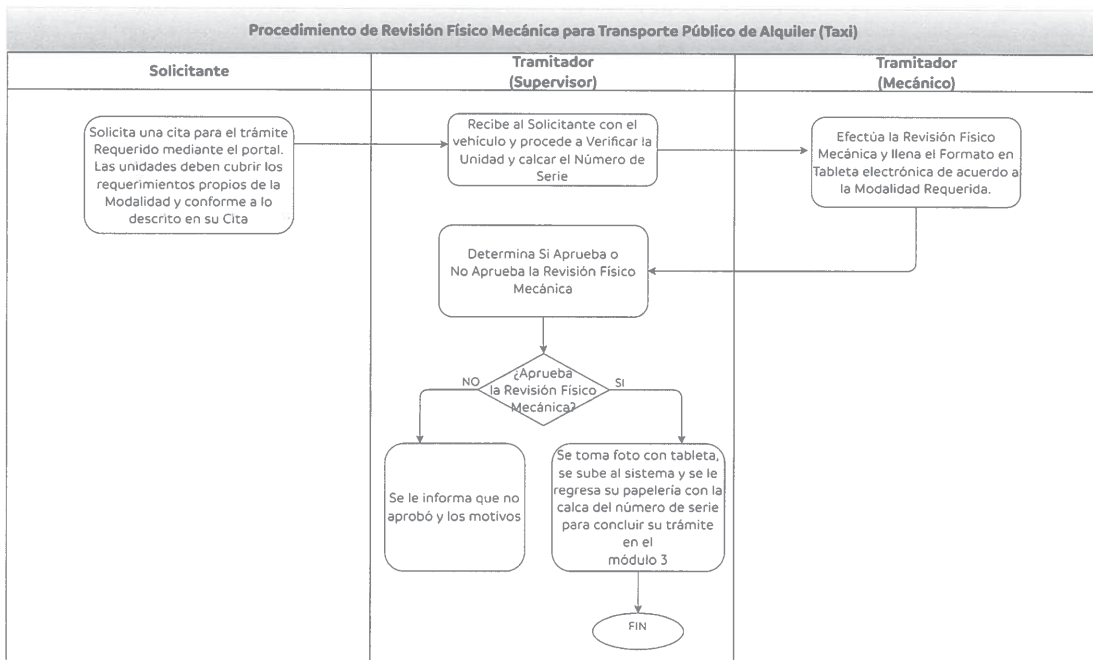 Procedimiento de Revisión Físico Mecánica para Transporte Público de Alquiler (Taxi)
Solicitante
Tramitador
(Supervisor)
Tramitador
(Mecánico)
Solicita una cita para el trámite
Requerido mediante el portal.
Las unidades deben cubrir los
requerimientos propios de la
Modalidad y conforme a lo
descrito en su Cita
Recibe al Solicitante con el
vehículo y procede a Verificar la
Unidad y calcar el Número de
Serie
Efectúa la Revisión Físico
Mecánica y llena el Formato en
Tableta electrónica de acuerdo a
la Modalidad Requerida.
Determina Si Aprueba o
No Aprueba la Revisión Físico
Mecánica
¿Aprueba
la Revisión Físico
Mecánica?
NO
SI
Se le informa que no
aprobó y los motivos
Se toma foto con tableta,
se sube al sistema y se le
regresa su papelería con la
calca del número de serie
para concluir su trámite
en el
módulo 3
FIN